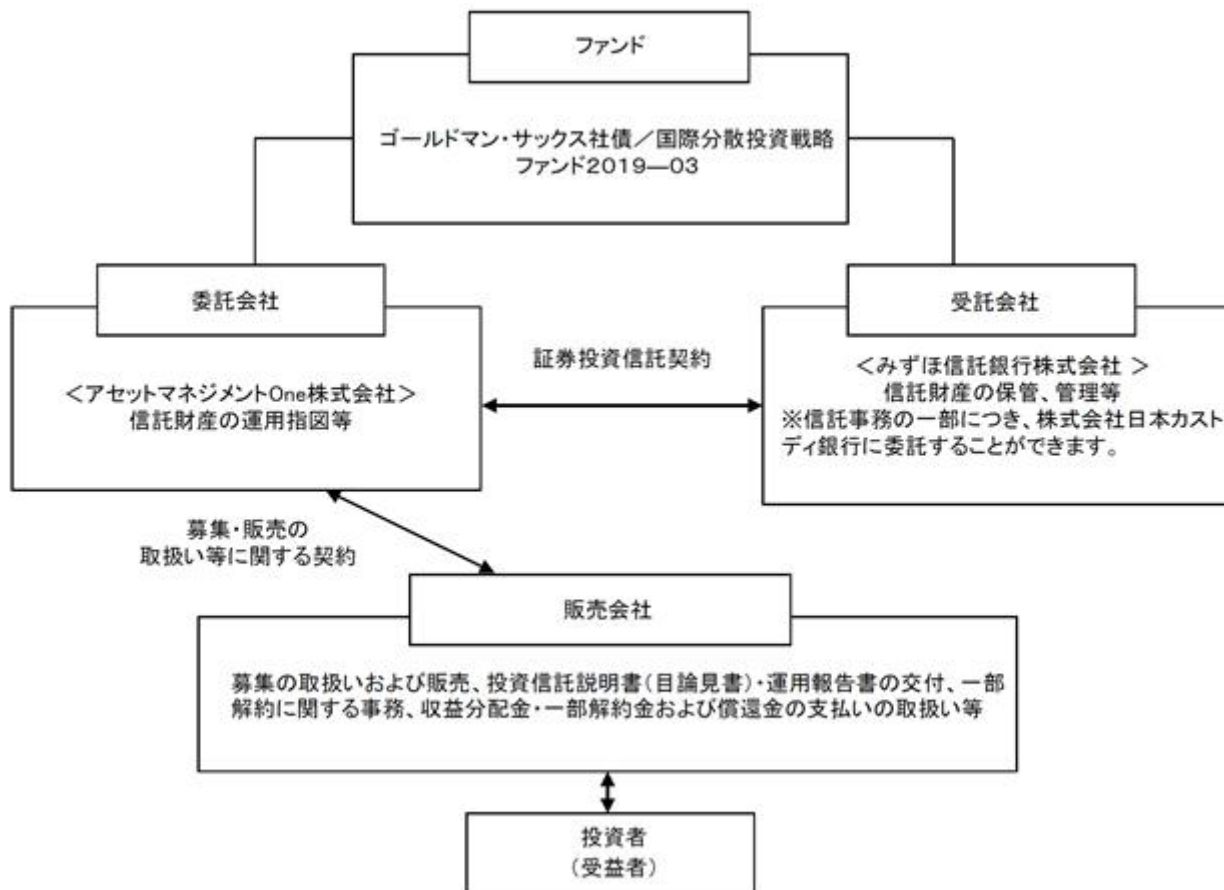 ファンド
ゴールドマン・サックス社債／国際分散投資戦略
ファンド2019―03
委託会社
受託会社
＜アセットマネジメントOne株式会社＞
信託財産の運用指図等
証券投資信託契約
＜みずほ信託銀行株式会社 ＞
信託財産の保管、管理等
※信託事務の一部につき、株式会社日本カスト
ディ銀行に委託することができます。
募集・販売の
取扱い等に関する契約
販売会社
募集の取扱いおよび販売、投資信託説明書（目論見書）・運用報告書の交付、一部
解約に関する事務、収益分配金・一部解約金および償還金の支払いの取扱い等
投資者
（受益者）